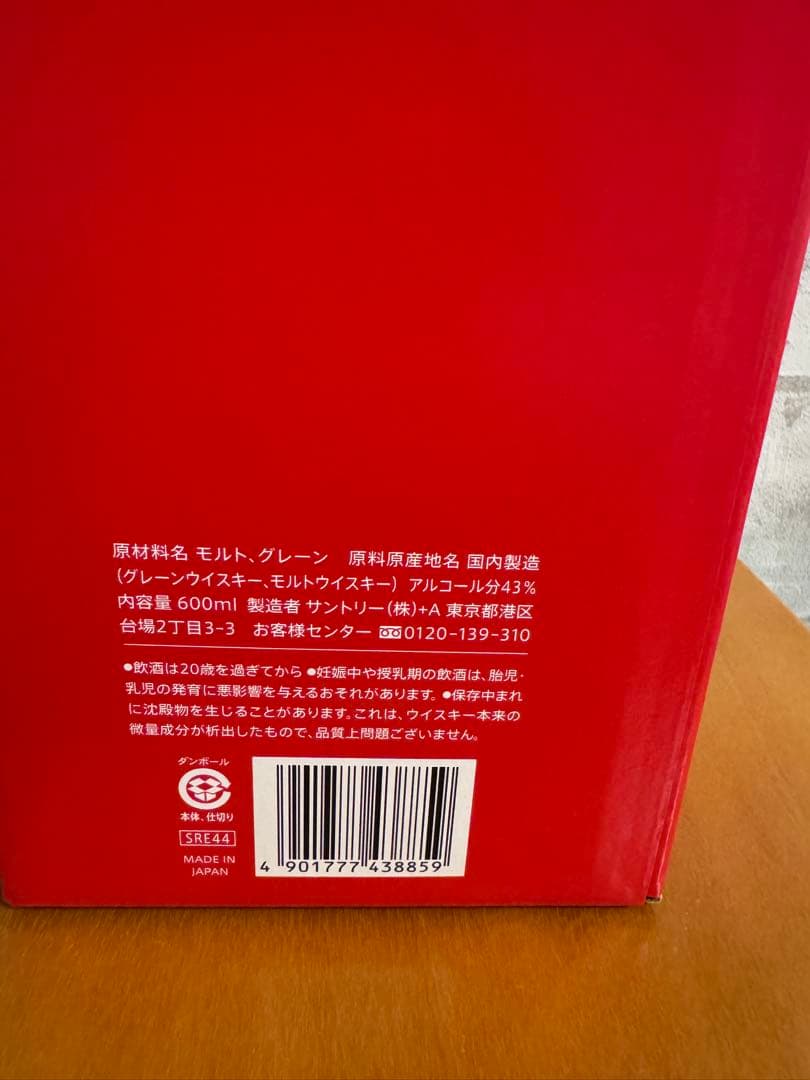 原材料名 モルト、グレーン　原料原産地名 国内製造
(グレーンウイスキー、モルトウイスキー) アルコール分43%
内容量 600ml 製造者 サントリー(株)+A 東京都港区
台場2丁目3-3　お客様センター 0120-139-310
●飲酒は20歳を過ぎてから ●妊娠中や授乳期の飲酒は、胎児・
乳児の発育に悪影響を与えるおそれがあります。●保存中まれ
に沈殿物を生じることがあります。これは、ウイスキー本来の
微量成分が析出したもので、品質上問題ございません。
ダンボール
本体、仕切り
SRE44
MADE IN
JAPAN
4 901777 438859